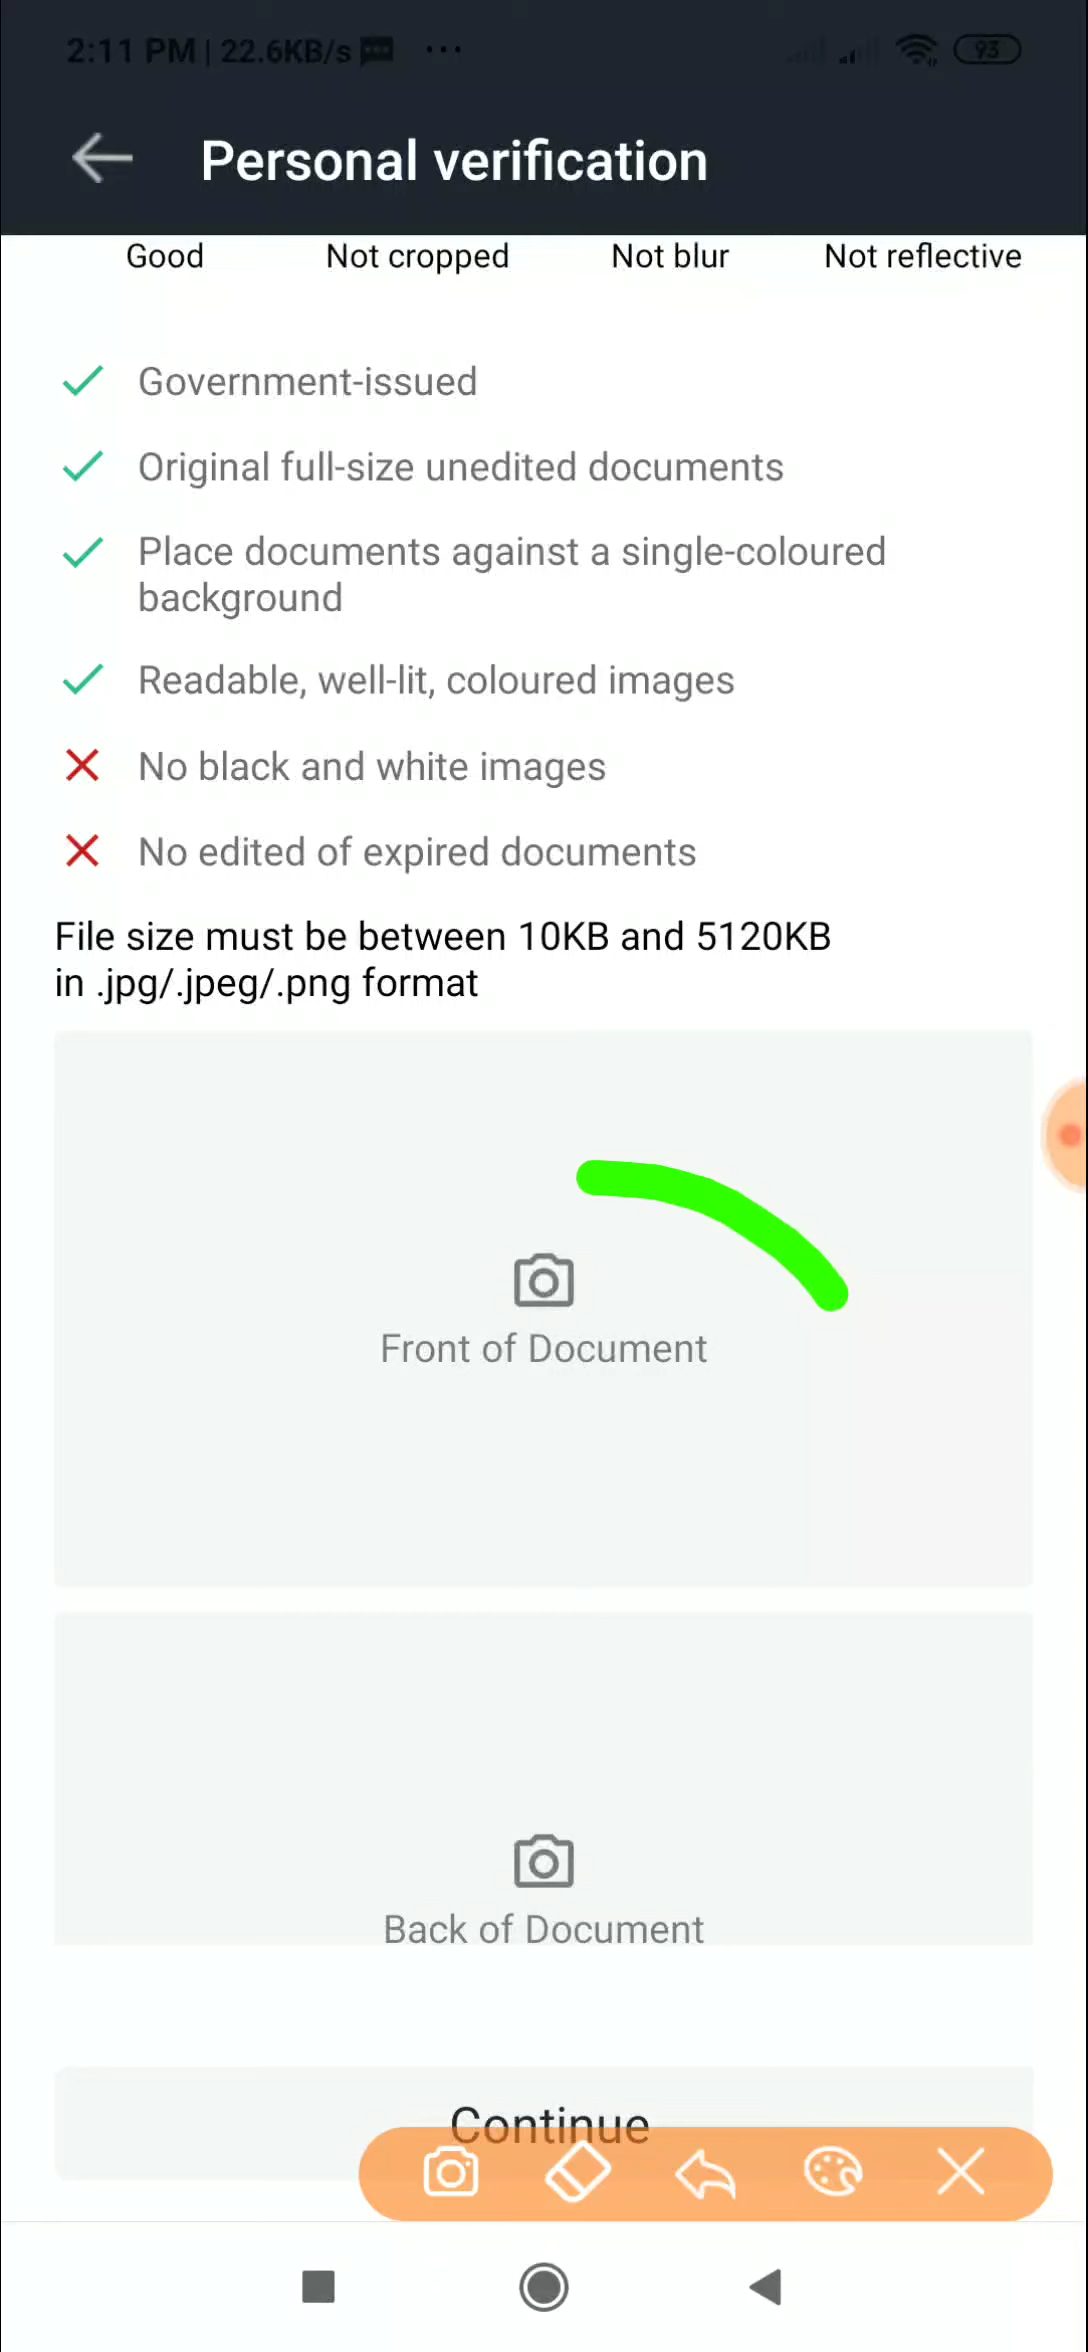 2:11 PM | 22.6KB/s ...
93
Personal verification
Good Not cropped Not blur Not reflective
Government-issued
Original full-size unedited documents
Place documents against a single-coloured
background
Readable, well-lit, coloured images
No black and white images
No edited of expired documents
File size must be between 10KB and 5120KB
in .jpg/.jpeg/.png format
Front of Document
Back of Document
Continue